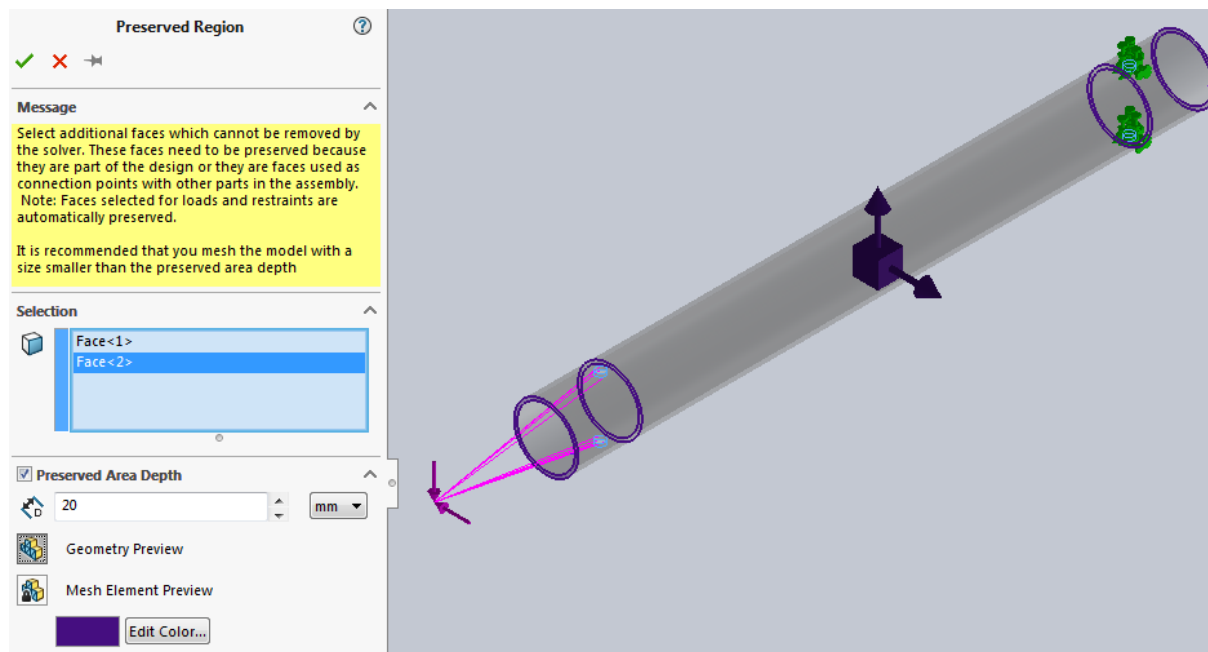 Preserved Region
Message
Select additional faces which cannot be removed by
the solver. These faces need to be preserved because
they are part of the design or they are faces used as
connection points with other parts in the assembly.
Note: Faces selected for loads and restraints are
automatically preserved.
It is recommended that you mesh the model with a
size smaller than the preserved area depth
Selection
Face<1>
Face<2>
Preserved Area Depth
D 20 mm
Geometry Preview
Mesh Element Preview
Edit Color...